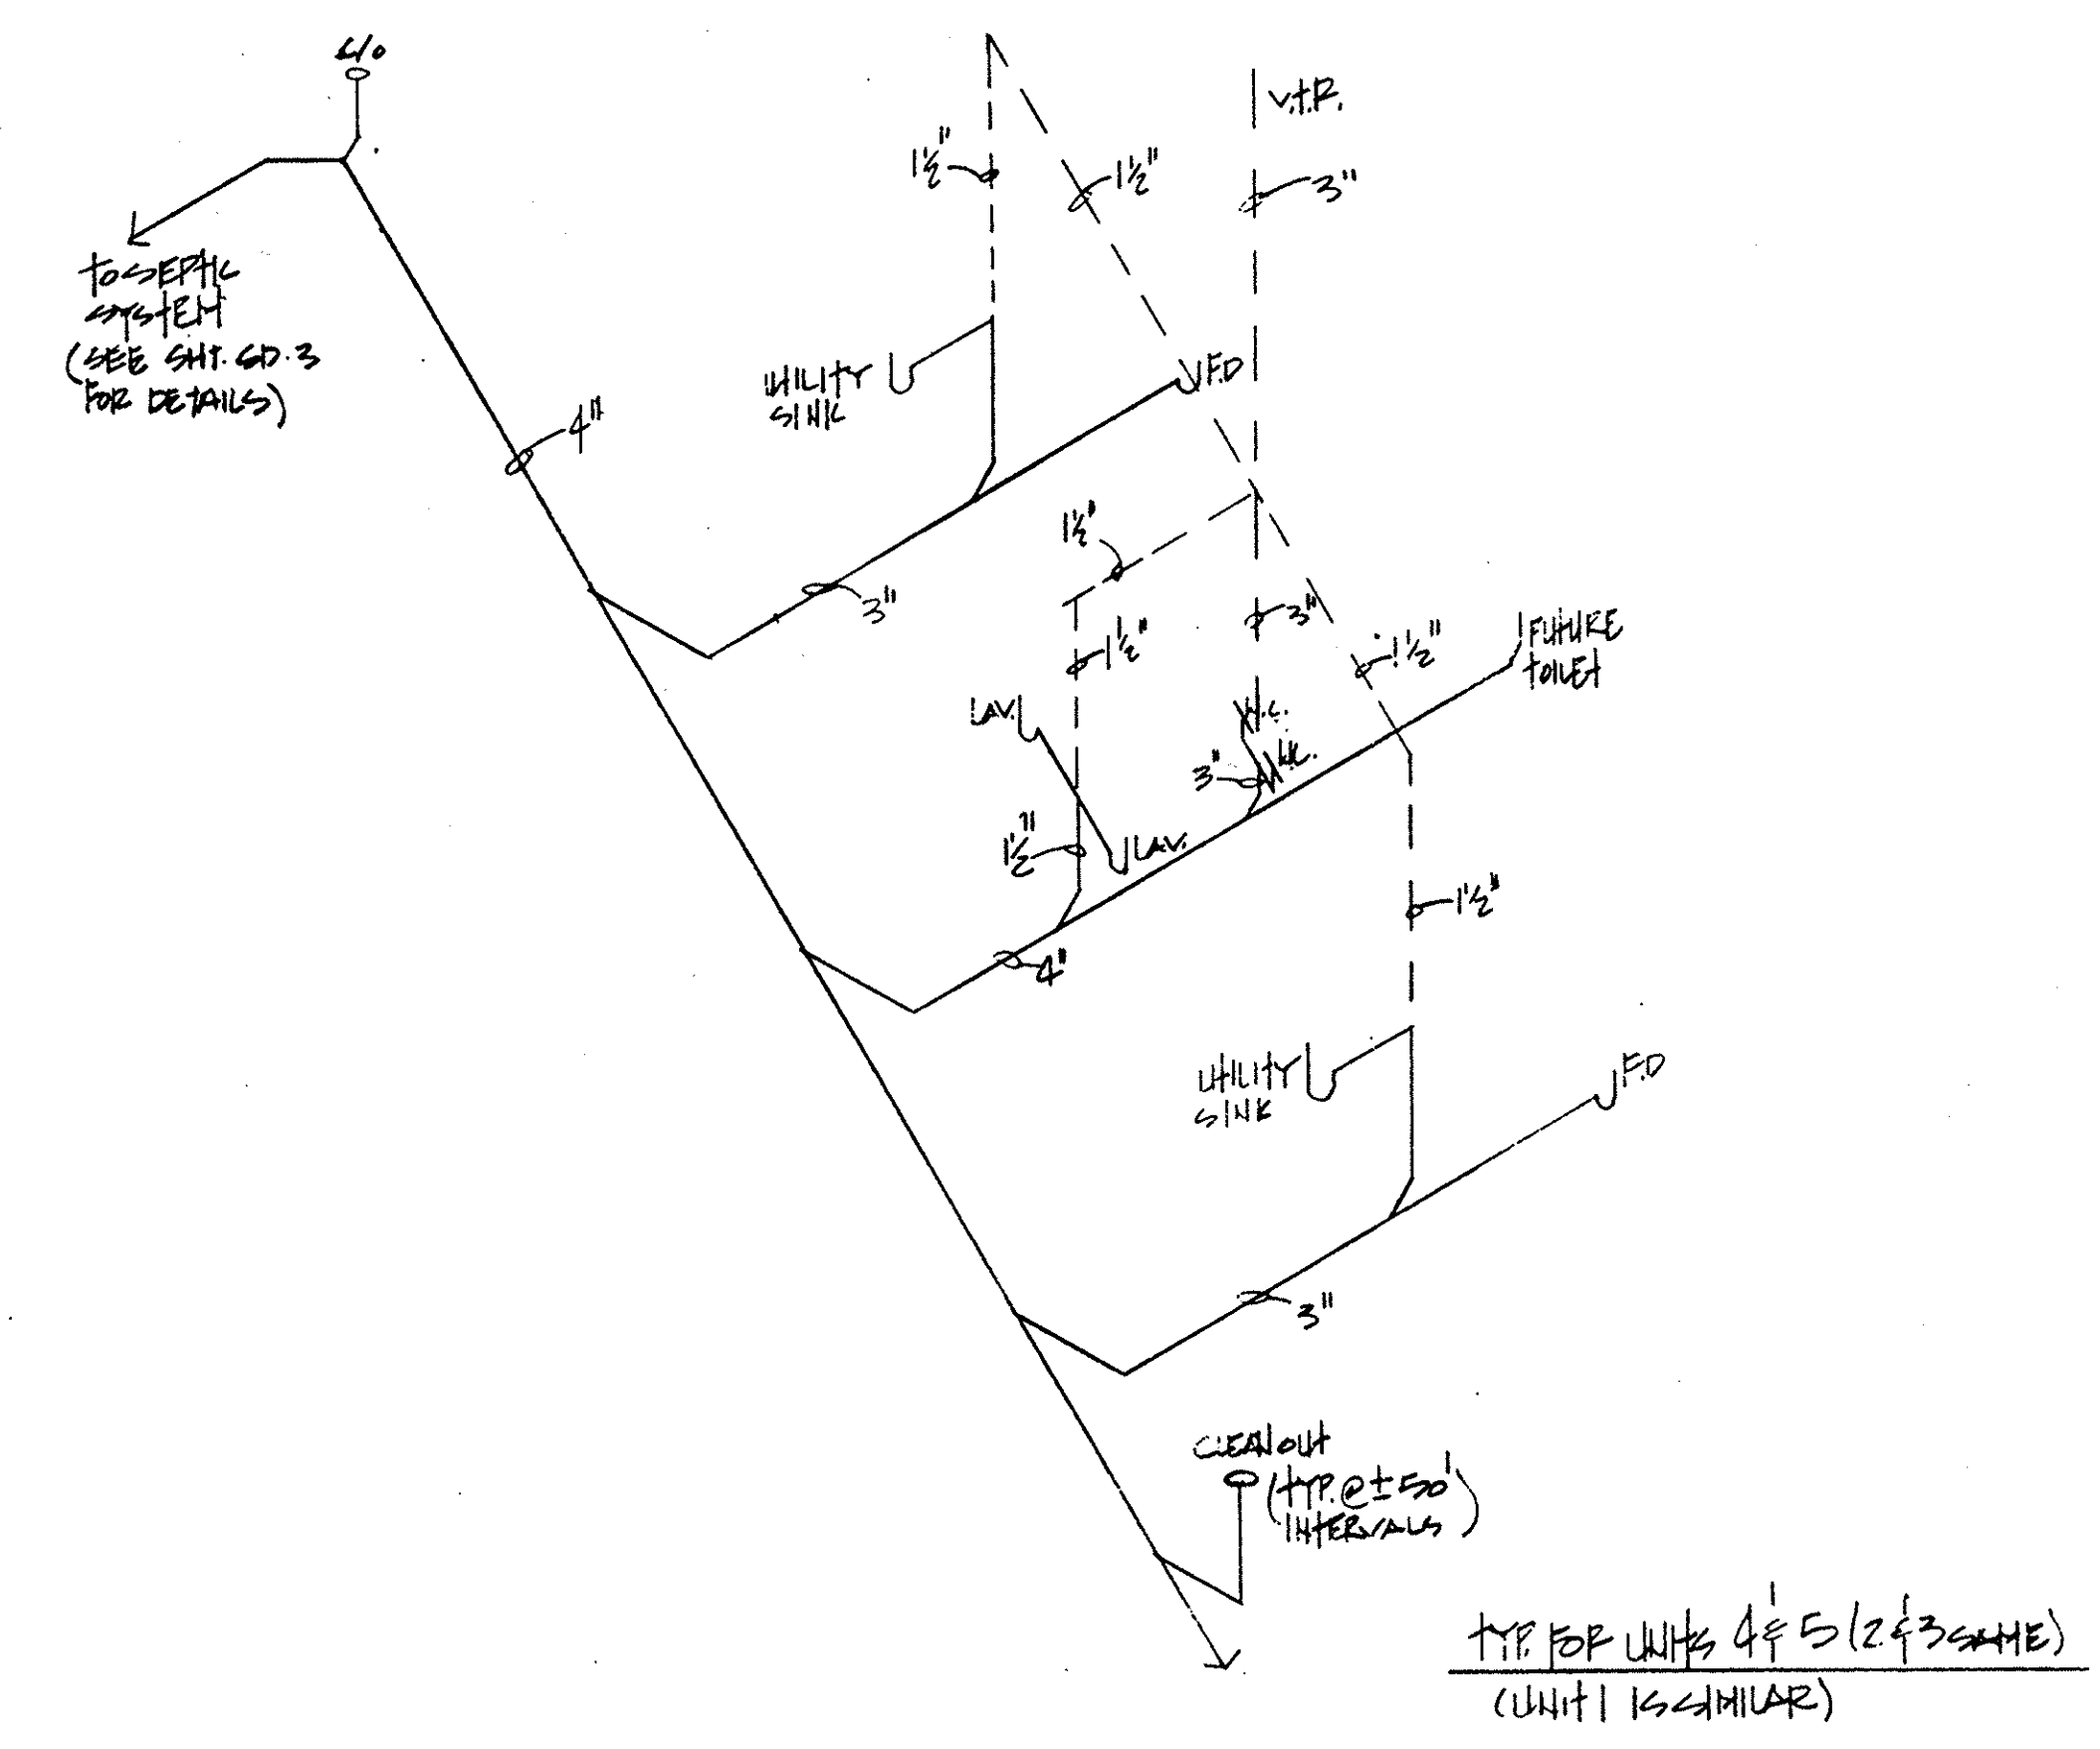 C/O
V.T.R.
1½"
1½"
3"
TO SEPTIC
SYSTEM
(SEE SHT. SD.3
FOR DETAILS)
4"
UTILITY
SINK
F.D
1½"
3"
1½"
3"
1½"
FUTURE
TOILET
LAV.
W.C.
3"
1½"
LAV.
1½"
4"
UTILITY
SINK
F.D
3"
CLEANOUT
(TYP. @ ± 50'
INTERVALS)
TYP. FOR UNITS 4 & 5 (2 & 3 SAME)
(UNIT 1 IS SIMILAR)